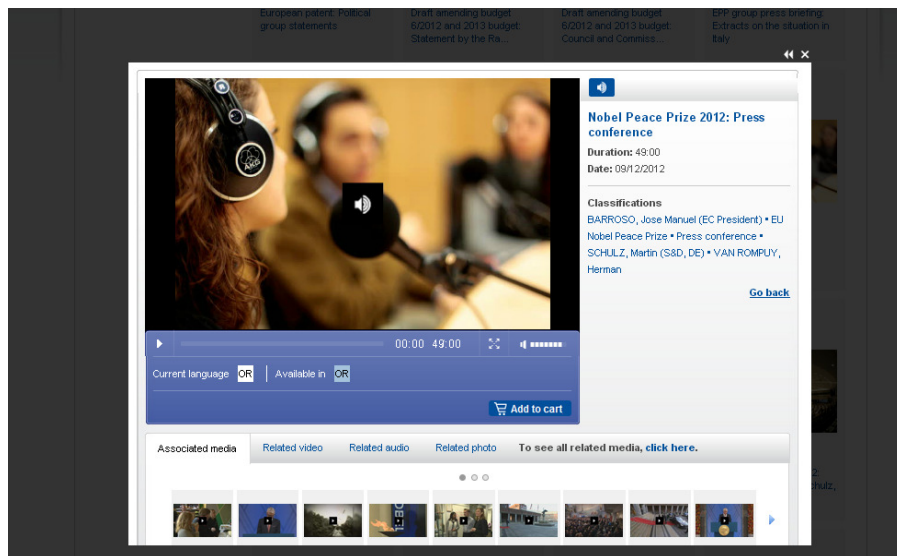 European patent: Political
group statements
Draft amending budget
6/2012 and 2013 budget:
Statement by the Ra...
Draft amending budget
6/2012 and 2013 budget:
Council and Commiss...
EPP group press briefing:
Extracts on the situation in
Italy
Nobel Peace Prize 2012: Press
conference
Duration: 49:00
Date: 09/12/2012
Classifications
BARROSO, Jose Manuel (EC President) • EU
Nobel Peace Prize • Press conference •
SCHULZ, Martin (S&D, DE) • VAN ROMPUY,
Herman
Go back
AKG
00:00 49:00
Current language OR | Available in OR
Add to cart
Associated media Related video Related audio Related photo To see all related media, click here.